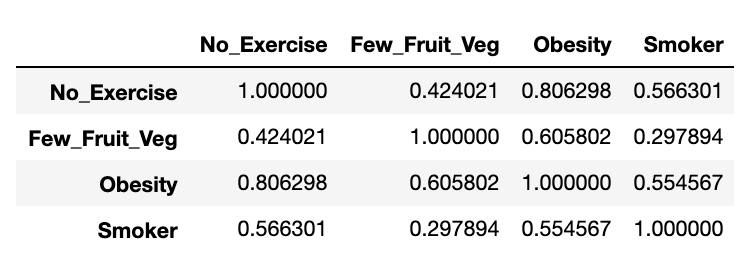 No_Exercise Few_Fruit_Veg Obesity Smoker
No_Exercise 1.000000 0.424021 0.806298 0.566301
Few_Fruit_Veg 0.424021 1.000000 0.605802 0.297894
Obesity 0.806298 0.605802 1.000000 0.554567
Smoker 0.566301 0.297894 0.554567 1.000000